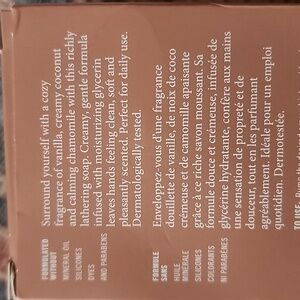 Surround yourself with a cozy
fragrance of vanilla, creamy coconut
and calming chamomile with this richly
lathering soap. Creamy, gentle formula
infused with moisturizing glycerin
leaves hands feeling clean, soft and
pleasantly scented. Perfect for daily use.
Dermatologically tested.
FORMULATED
WITHOUT
MINERAL OIL
SILICONES
DYES
AND PARABENS
Enveloppez-vous d'une fragrance
douillette de vanille, de noix de coco
crémeuse et de camomille apaisante
grâce à ce riche savon moussant. Sa
formule douce et crémeuse, infusée de
glycérine hydratante, confère aux mains
une sensation de propreté et de
douceur, tout en les parfumant
agréablement. Idéale pour un emploi
quotidien. Dermotestée.
FORMULE
SANS
HUILE
MINÉRALE
SILICONES
COLORANTS
NI PARABENS
TO USE: